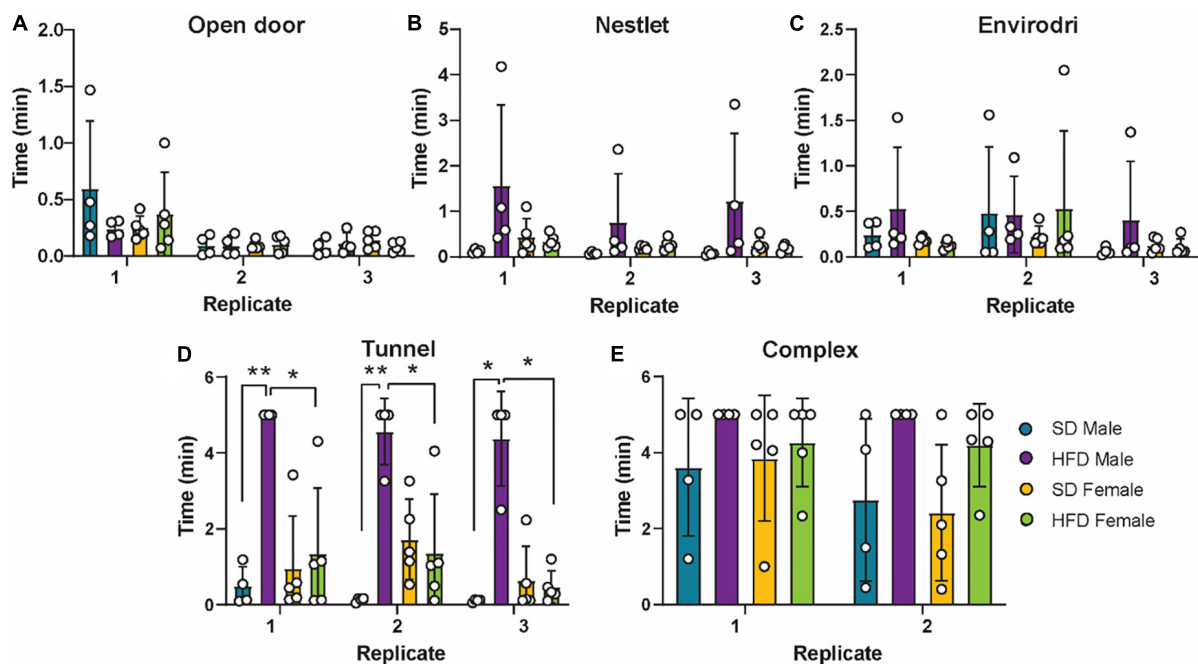 A Open door
2.0
1.5
1.0
0.5
0.0
Time (min)
1 2 3
Replicate
B Nestlet
5
4
3
2
1
0
Time (min)
1 2 3
Replicate
C Envirodri
2.5
2.0
1.5
1.0
0.5
0.0
Time (min)
1 2 3
Replicate
D Tunnel
** * ** * * *
6
4
2
0
Time (min)
1 2 3
Replicate
E Complex
6
4
2
0
Time (min)
1 2
Replicate
SD Male
HFD Male
SD Female
HFD Female